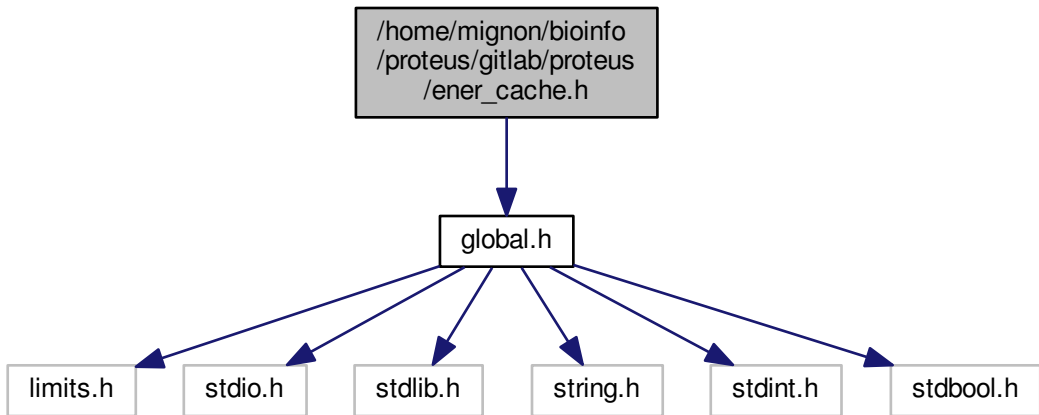 /home/mignon/bioinfo
/proteus/gitlab/proteus
/ener_cache.h
global.h
limits.h
stdio.h
stdlib.h
string.h
stdint.h
stdbool.h